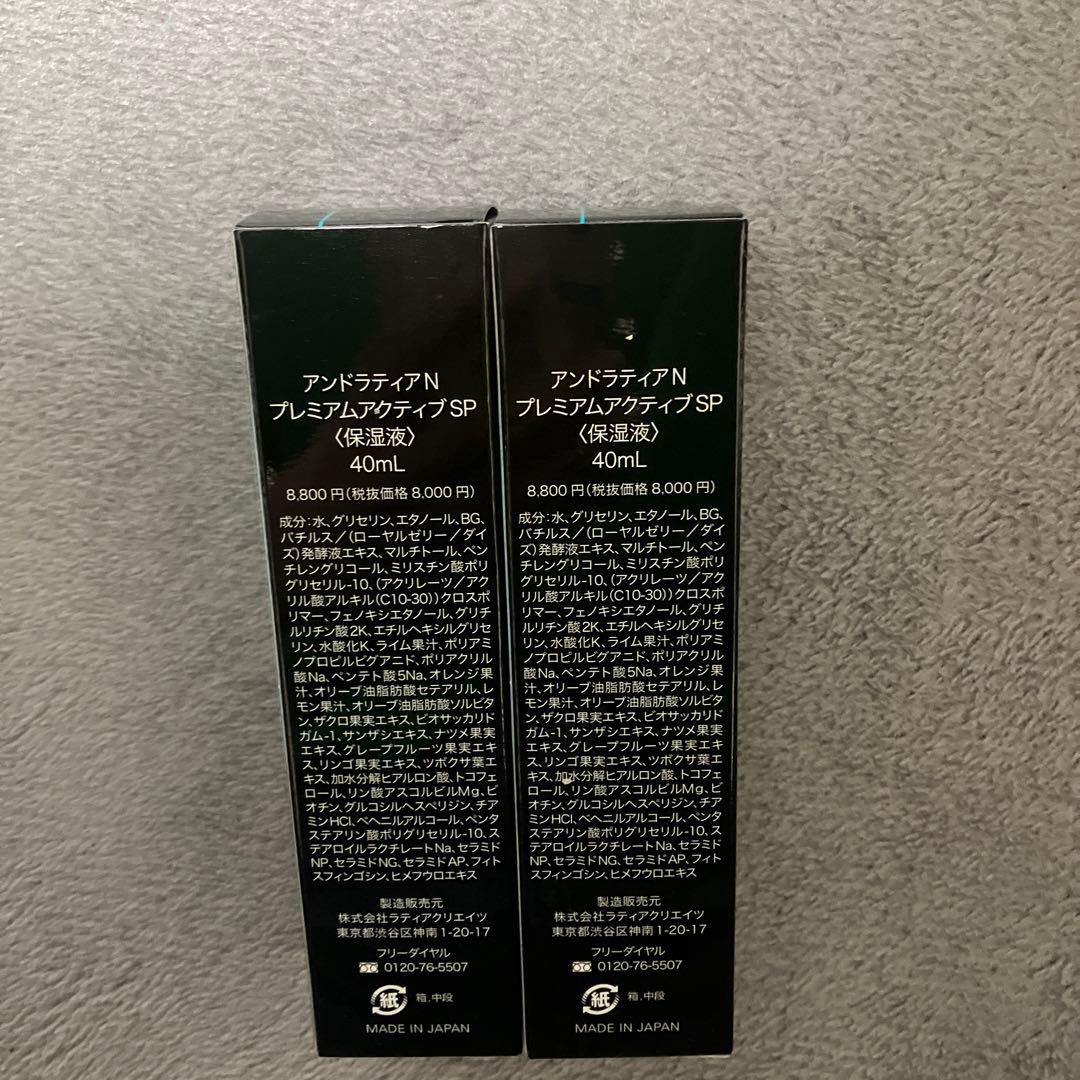 アンドラティアN
プレミアムアクティブSP
〈保湿液〉
40mL
8,800円(税抜価格 8,000円)
成分:水、グリセリン、エタノール、BG、
バチルス/(ローヤルゼリー/ダイ
ズ)発酵液エキス、マルチトール、ペン
チレングリコール、ミリスチン酸ポリ
グリセリル-10、(アクリレーツ/アク
リル酸アルキル(C10-30))クロスポ
リマー、フェノキシエタノール、グリチ
ルリチン酸2K、エチルヘキシルグリセ
リン、水酸化K、ライム果汁、ポリアミ
ノプロピルビグアニド、ポリアクリル
酸Na、ペンテト酸5Na、オレンジ果
汁、オリーブ油脂肪酸セテアリル、レ
モン果汁、オリーブ油脂肪酸ソルビタ
ン、ザクロ果実エキス、ビオサッカリド
ガム-1、サンザシエキス、ナツメ果実
エキス、グレープフルーツ果実エキ
ス、リンゴ果実エキス、ツボクサ葉エ
キス、加水分解ヒアルロン酸、トコフェ
ロール、リン酸アスコルビルMg、ビ
オチン、グルコシルヘスペリジン、チア
ミンHCl、ベヘニルアルコール、ペンタ
ステアリン酸ポリグリセリル-10、ス
テアロイルラクチレートNa、セラミド
NP、セラミドNG、セラミドAP、フィト
スフィンゴシン、ヒメフウロエキス
製造販売元
株式会社ラティアクリエイツ
東京都渋谷区神南1-20-17
フリーダイヤル
0120-76-5507
紙 箱、中段
MADE IN JAPAN
アンドラティアN
プレミアムアクティブSP
〈保湿液〉
40mL
8,800円(税抜価格 8,000円)
成分:水、グリセリン、エタノール、BG、
バチルス/(ローヤルゼリー/ダイ
ズ)発酵液エキス、マルチトール、ペン
チレングリコール、ミリスチン酸ポリ
グリセリル-10、(アクリレーツ/アク
リル酸アルキル(C10-30))クロスポ
リマー、フェノキシエタノール、グリチ
ルリチン酸2K、エチルヘキシルグリセ
リン、水酸化K、ライム果汁、ポリアミ
ノプロピルビグアニド、ポリアクリル
酸Na、ペンテト酸5Na、オレンジ果
汁、オリーブ油脂肪酸セテアリル、レ
モン果汁、オリーブ油脂肪酸ソルビタ
ン、ザクロ果実エキス、ビオサッカリド
ガム-1、サンザシエキス、ナツメ果実
エキス、グレープフルーツ果実エキ
ス、リンゴ果実エキス、ツボクサ葉エ
キス、加水分解ヒアルロン酸、トコフェ
ロール、リン酸アスコルビルMg、ビ
オチン、グルコシルヘスペリジン、チア
ミンHCl、ベヘニルアルコール、ペンタ
ステアリン酸ポリグリセリル-10、ス
テアロイルラクチレートNa、セラミド
NP、セラミドNG、セラミドAP、フィト
スフィンゴシン、ヒメフウロエキス
製造販売元
株式会社ラティアクリエイツ
東京都渋谷区神南1-20-17
フリーダイヤル
0120-76-5507
紙 箱、中段
MADE IN JAPAN